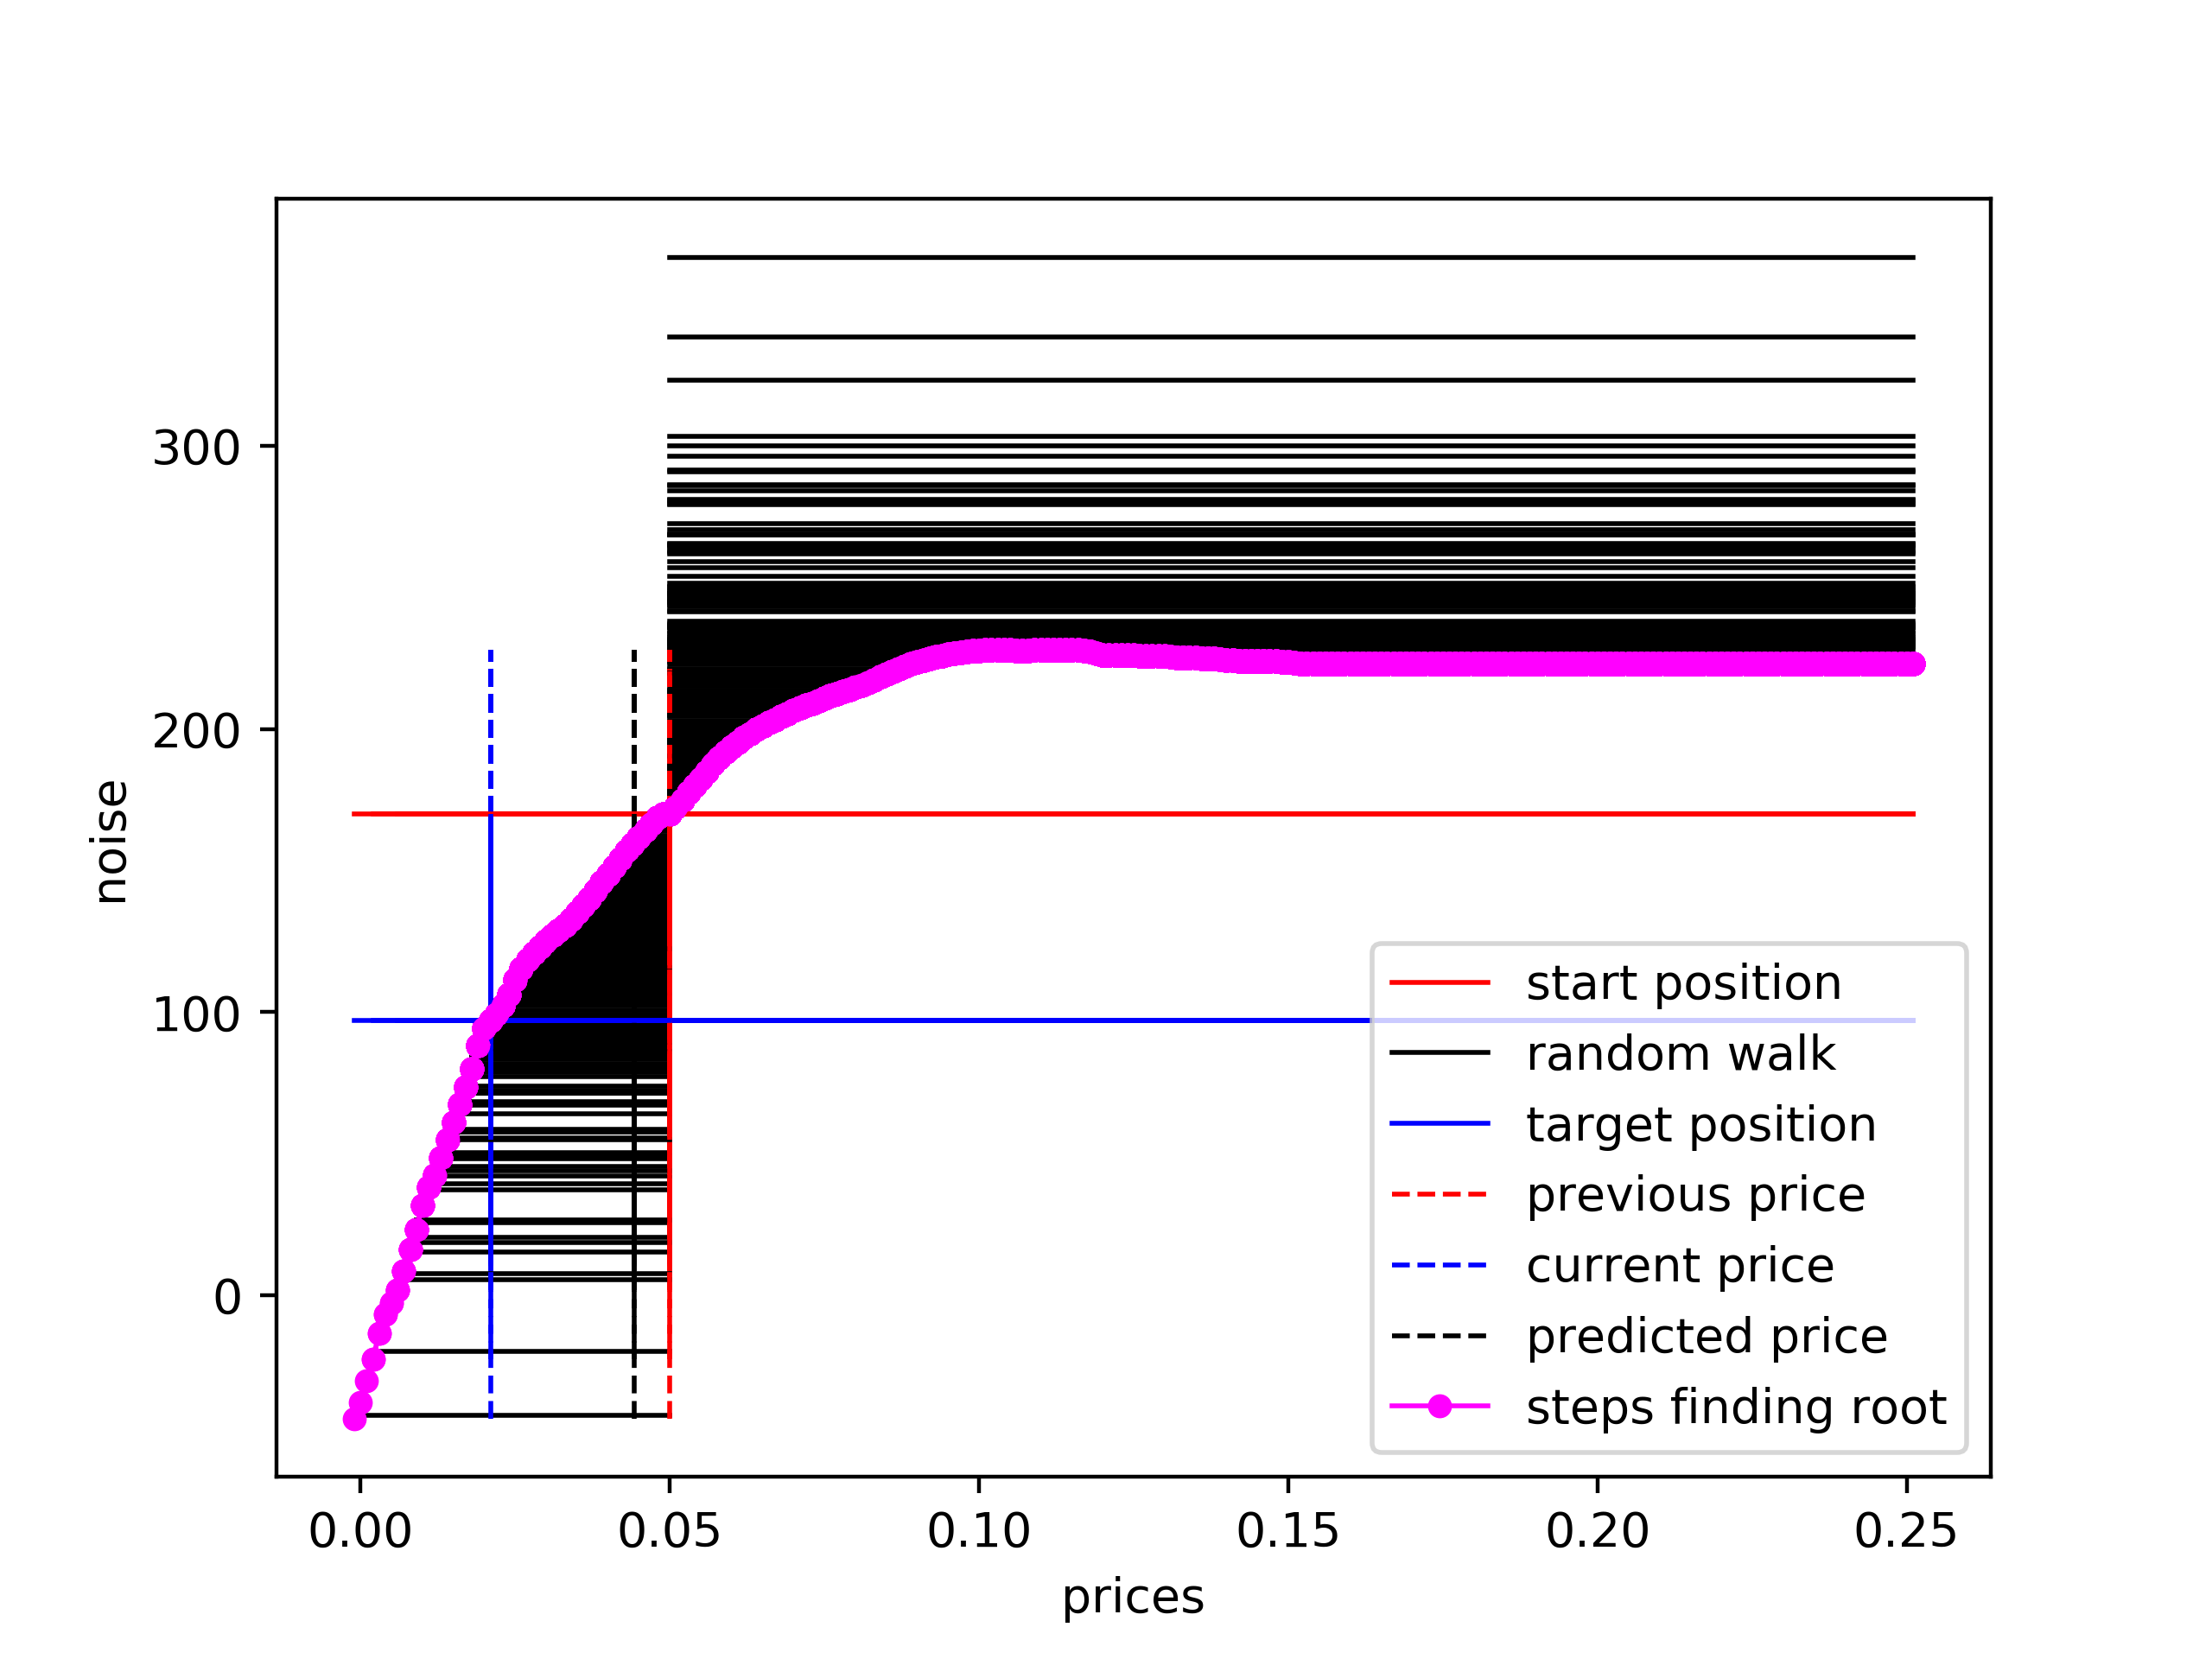 300
200
100
0
noise
0.00 0.05 0.10 0.15 0.20 0.25
prices
start position
random walk
target position
previous price
current price
predicted price
steps finding root